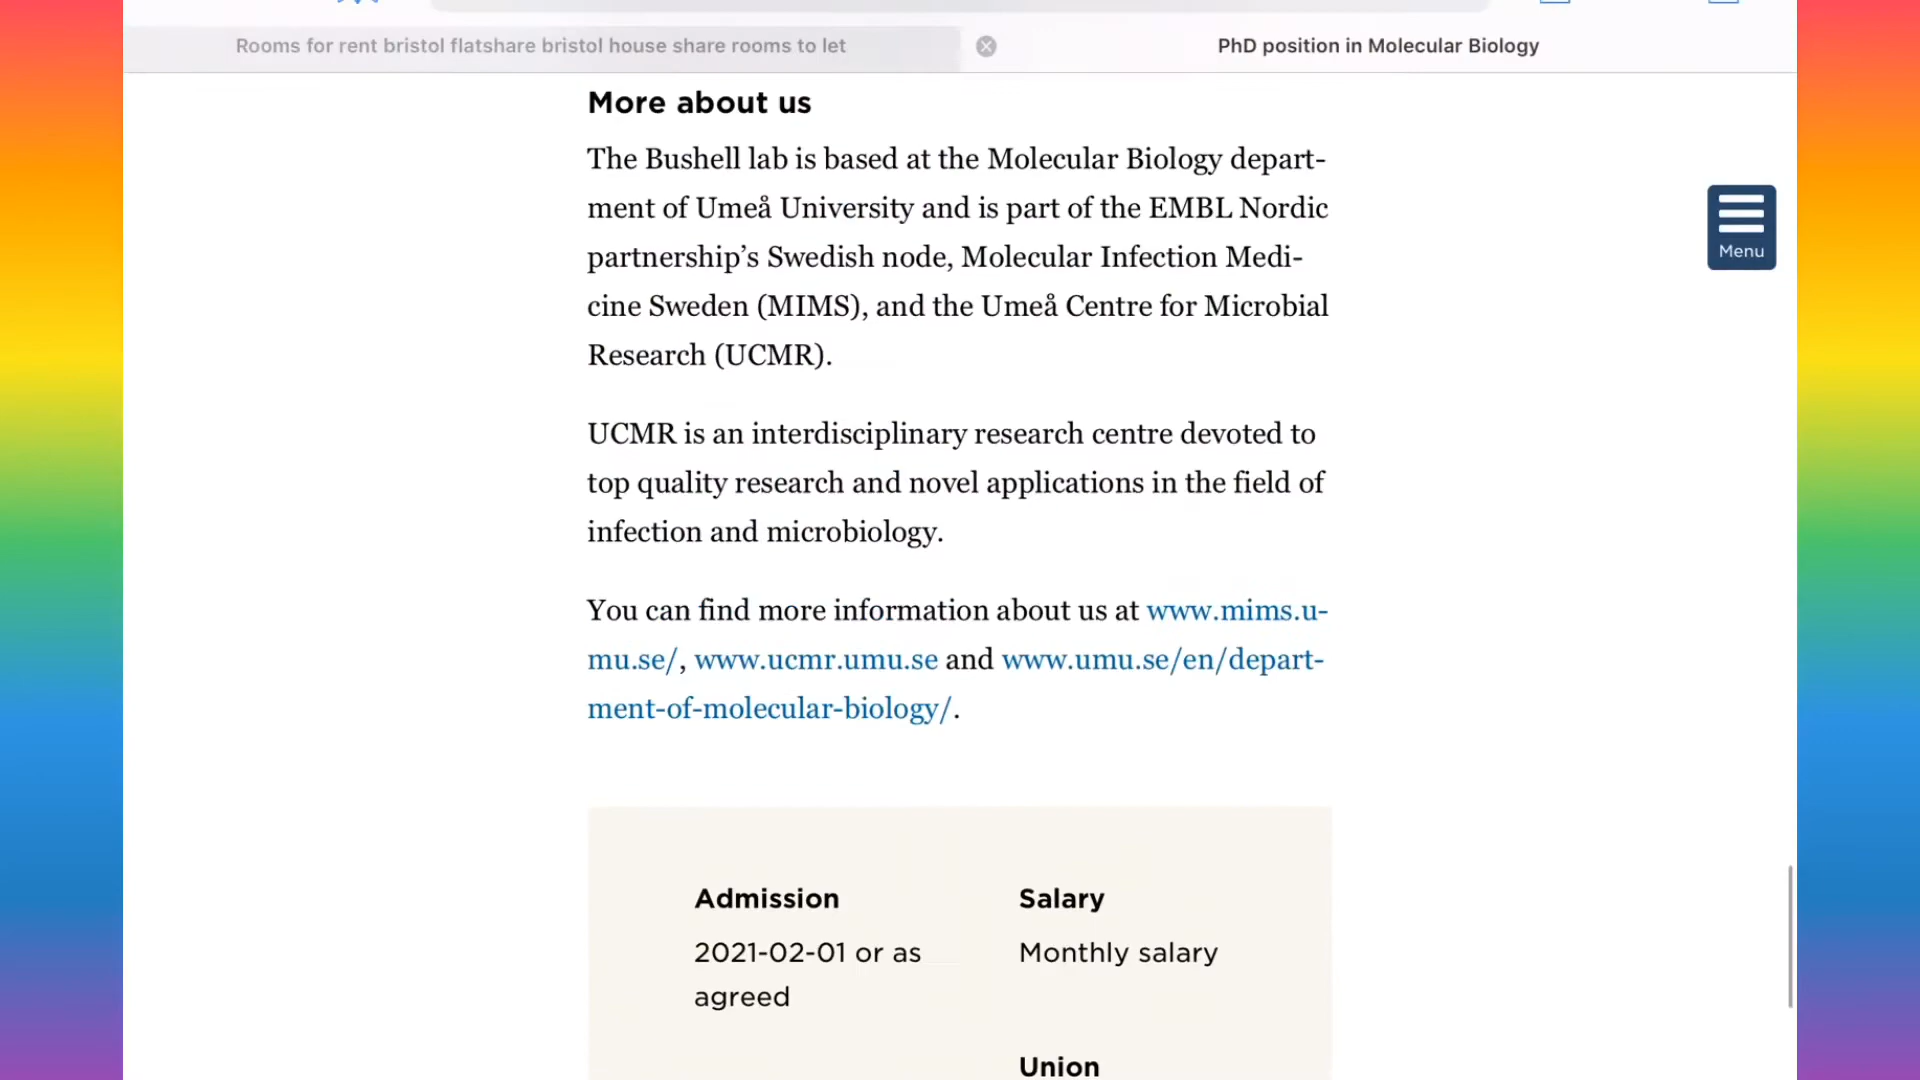 Rooms for rent bristol flatshare bristol house share rooms to let
PhD position in Molecular Biology
More about us
The Bushell lab is based at the Molecular Biology depart-
ment of Umeå University and is part of the EMBL Nordic
partnership’s Swedish node, Molecular Infection Medi-
cine Sweden (MIMS), and the Umeå Centre for Microbial
Research (UCMR).
Menu
UCMR is an interdisciplinary research centre devoted to
top quality research and novel applications in the field of
infection and microbiology.
You can find more information about us at www.mims.u-
mu.se/, www.ucmr.umu.se and www.umu.se/en/depart-
ment-of-molecular-biology/.
Admission
2021-02-01 or as
agreed
Salary
Monthly salary
Union